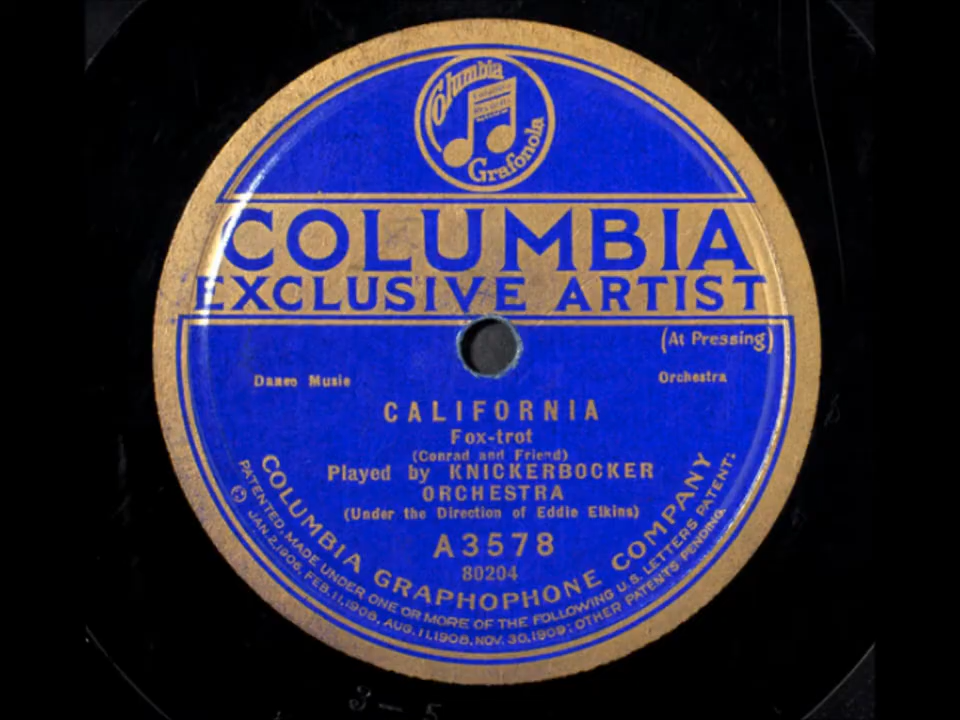 Columbia
Grafonola
COLUMBIA
EXCLUSIVE ARTIST
(At Pressing)
Dance Music
Orchestra
CALIFORNIA
Fox-trot
(Conrad and Friend)
Played by KNICKERBOCKER
ORCHESTRA
(Under the Direction of Eddie Elkins)
A3578
80204
COLUMBIA GRAPHOPHONE COMPANY
PATENTED, MADE UNDER ONE OR MORE OF THE FOLLOWING U.S. LETTERS PATENT:
JAN. 2, 1906, FEB. 11, 1908, AUG. 11, 1908, NOV. 30, 1909; OTHER PATENTS PENDING.
3 – 5